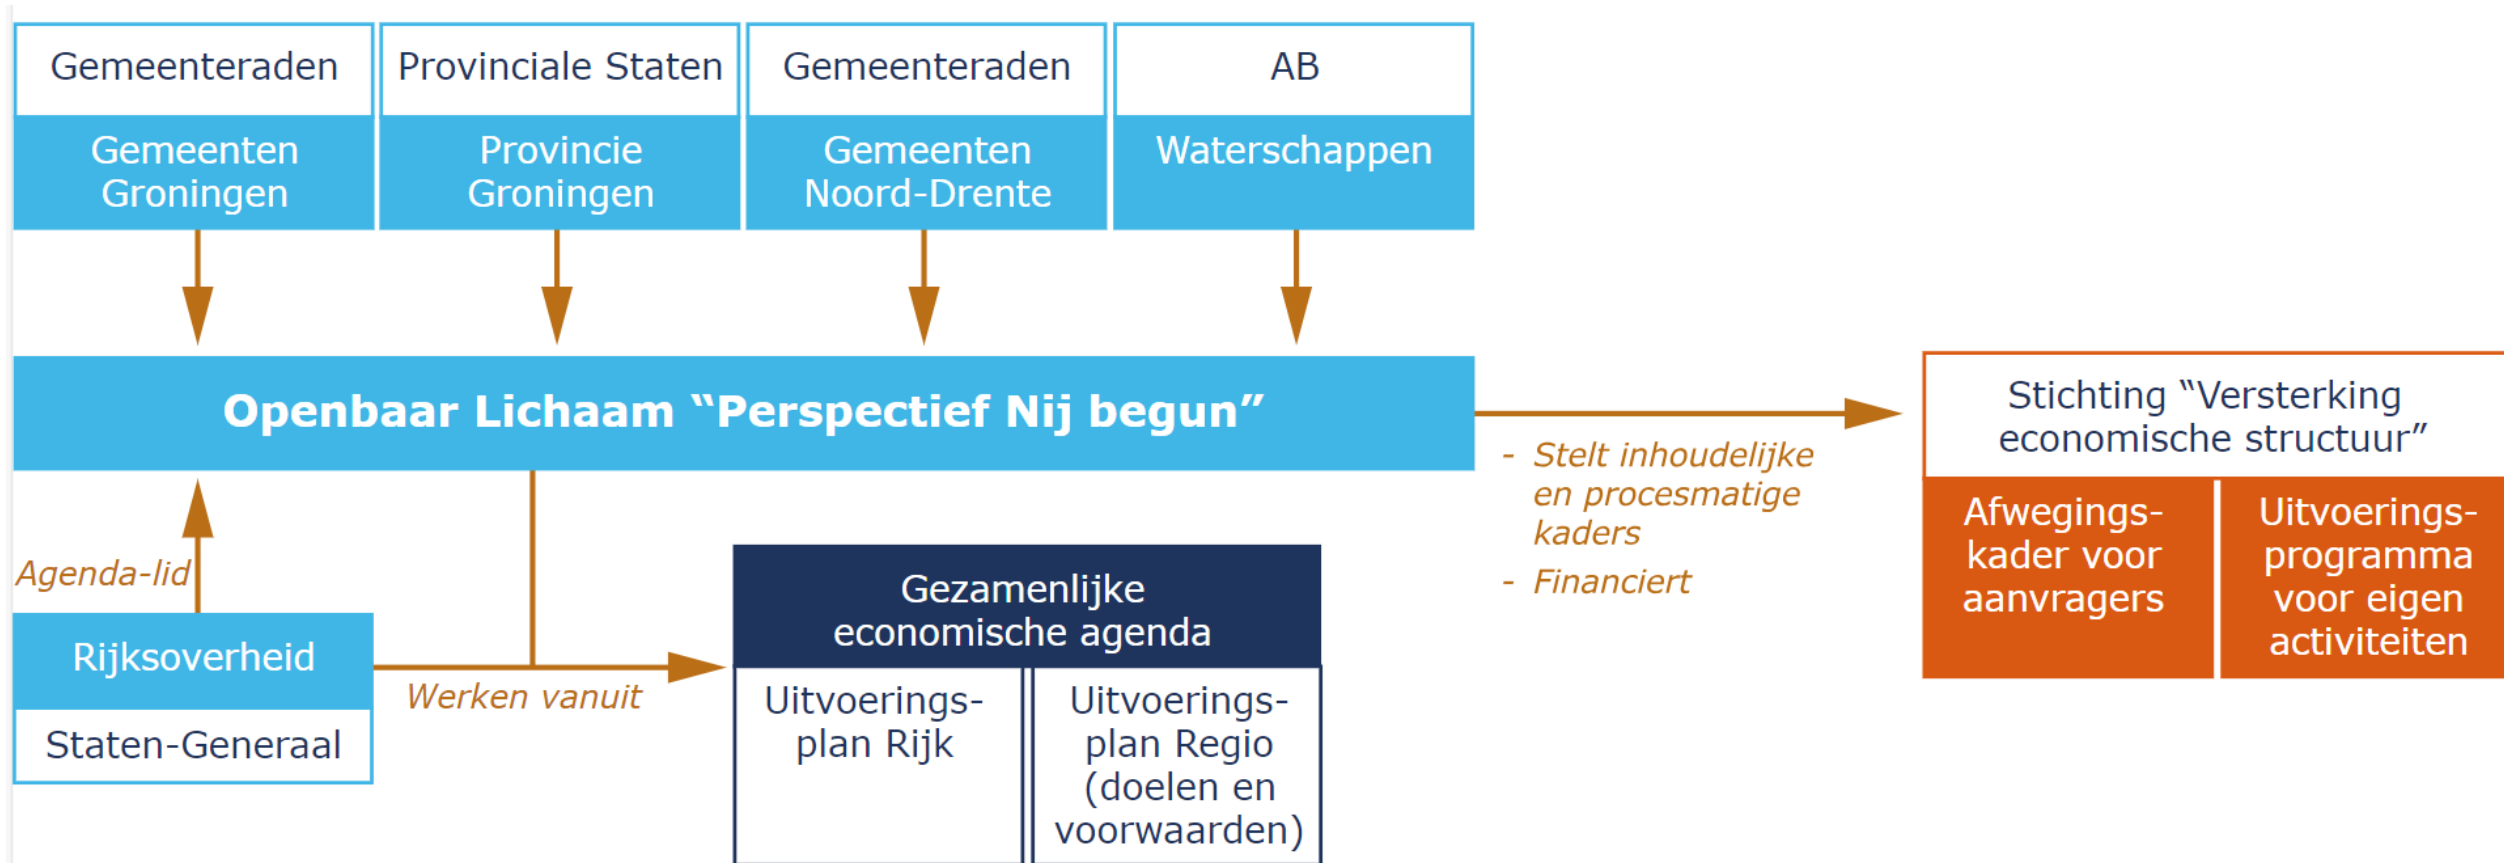 Gemeenteraden
Gemeenten
Groningen
Provinciale Staten
Provincie
Groningen
Gemeenteraden
Gemeenten
Noord-Drente
AB
Waterschappen
Openbaar Lichaam “Perspectief Nij begun”
- Stelt inhoudelijke
en procesmatige
kaders
- Financiert
Stichting “Versterking
economische structuur”
Afwegings-
kader voor
aanvragers
Uitvoerings-
programma
voor eigen
activiteiten
Agenda-lid
Rijksoverheid
Staten-Generaal
Werken vanuit
Gezamenlijke
economische agenda
Uitvoerings-
plan Rijk
Uitvoerings-
plan Regio
(doelen en
voorwaarden)